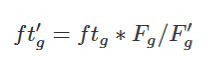 ft′_g = ft_g * F_g/F′_g